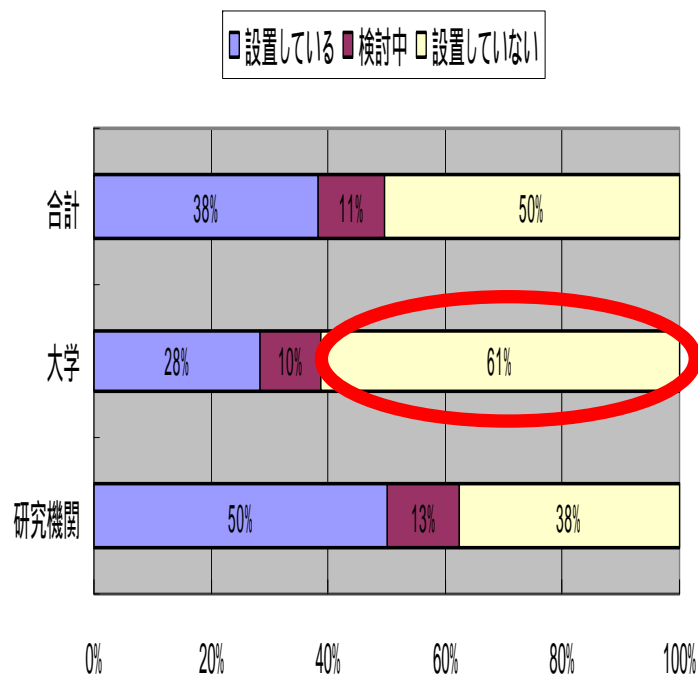 設置している 検討中 設置していない
合計 38% 11% 50%
大学 28% 10% 61%
研究機関 50% 13% 38%
0% 20% 40% 60% 80% 100%